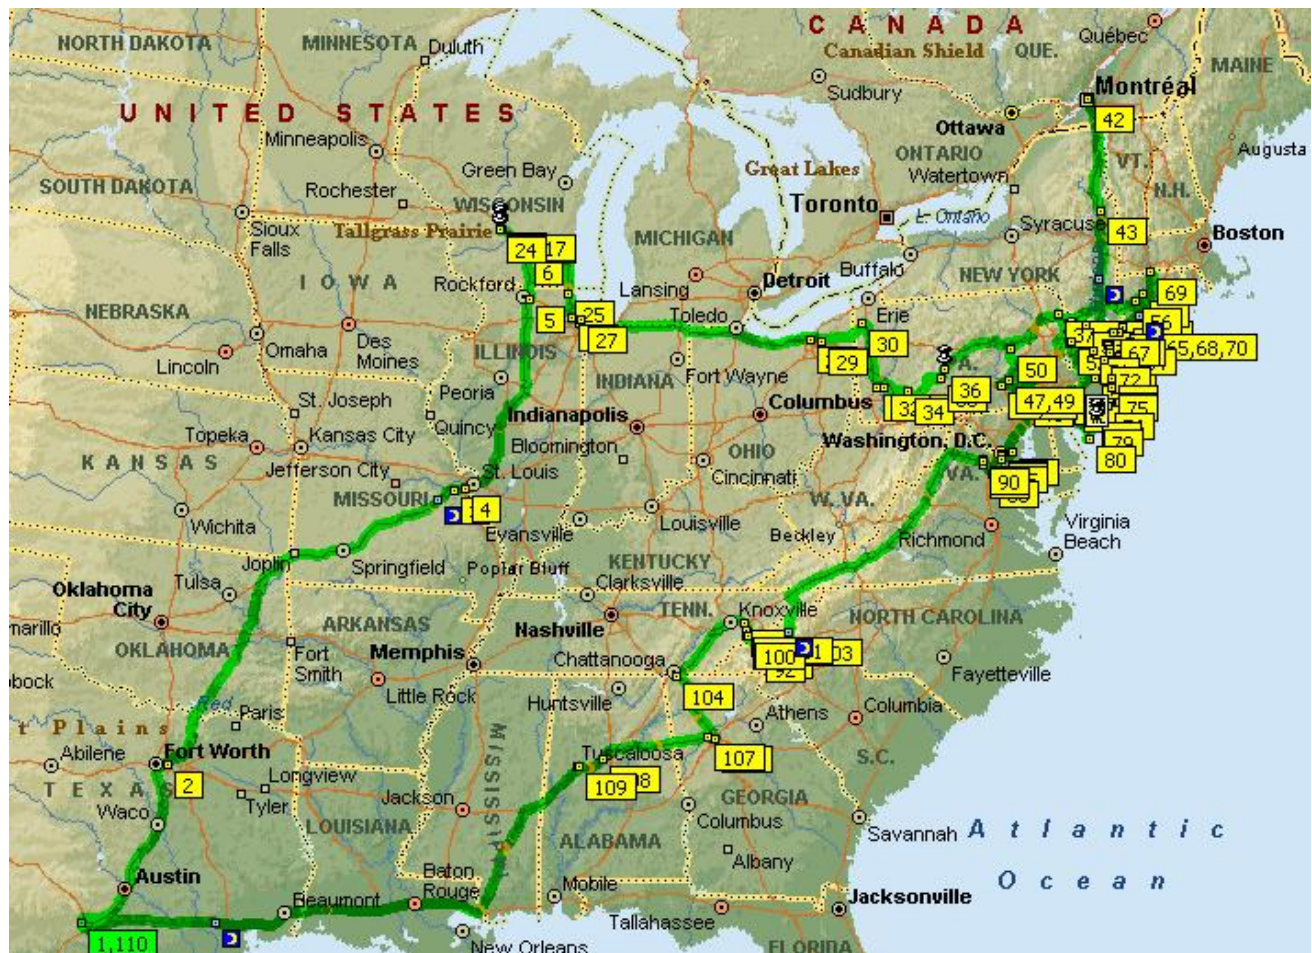 CANADA
Québec
NORTH DAKOTA
MINNESOTA
Duluth
Canadian Shield
QUE.
MAINE
Sudbury
Montréal
UNITED STATES
42
Ottawa
Minneapolis
ONTARIO
VT.
Augusta
Green Bay
Great Lakes
Watertown
SOUTH DAKOTA
Rochester
WISCONSIN
N.H.
Toronto
L. Ontario
Sioux
Falls
Tallgrass Prairie
MICHIGAN
Syracuse
43
Boston
24
17
Buffalo
IOWA
6
Rockford
Lansing
Detroit
NEW YORK
69
NEBRASKA
5
25
Toledo
Erie
56
Omaha
Des
Moines
27
30
37
65,68,70
Lincoln
ILLINOIS
29
67
INDIANA
Fort Wayne
50
St. Joseph
Peoria
36
72
Columbus
34
47,49
75
Topeka
Kansas City
Quincy
Indianapolis
Washington, D.C.
79
KANSAS
Jefferson City
Bloomington
OHIO
80
St. Louis
Cincinnati
VA.
90
MISSOURI
4
W. VA.
Wichita
Evansville
Louisville
Beckley
Richmond
Virginia
Beach
Joplin
Springfield
Poplar Bluff
KENTUCKY
Oklahoma
City
Tulsa
Clarksville
TENN.
Knoxville
NORTH CAROLINA
marillo
ARKANSAS
Nashville
OKLAHOMA
Fort
Smith
Memphis
Chattanooga
100
03
Fayetteville
bbock
Little Rock
Huntsville
104
Red
Paris
Athens
Columbia
t Plains
Abilene
Fort Worth
MISSISSIPPI
Tuscaloosa
107
S.C.
2
Longview
109
TEXAS
Tyler
Jackson
GEORGIA
Waco
LOUISIANA
Columbus
Savannah
Atlantic
Ocean
ALABAMA
Albany
Austin
Baton
Rouge
Mobile
Jacksonville
Beaumont
Tallahassee
1,110
New Orleans
FLORIDA